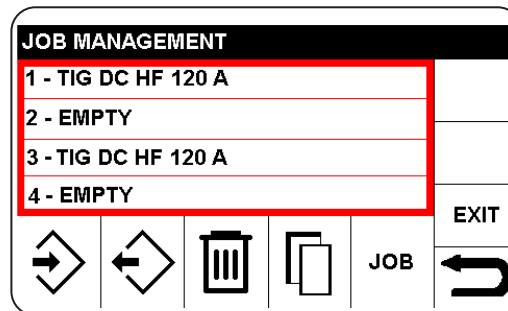 JOB MANAGEMENT
1 - TIG DC HF 120 A
2 - EMPTY
3 - TIG DC HF 120 A
4 - EMPTY
EXIT
JOB